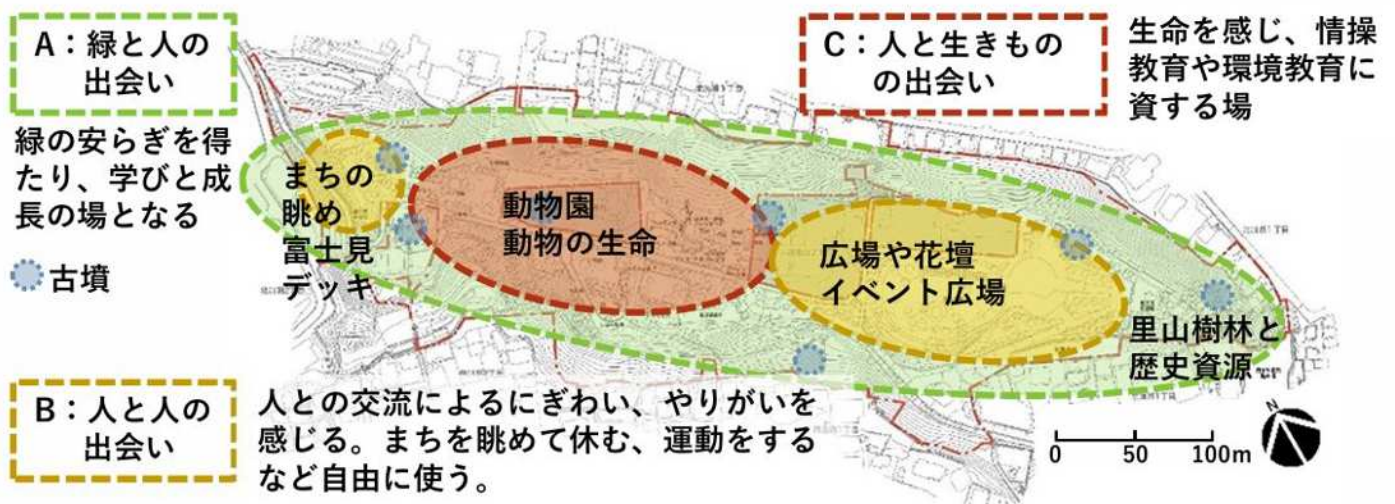 A：緑と人の
出会い
緑の安らぎを得
たり、学びと成
長の場となる
古墳
C：人と生きもの
の出会い
生命を感じ、情操
教育や環境教育に
資する場
まちの
眺め
富士見
デッキ
動物園
動物の生命
広場や花壇
イベント広場
里山樹林と
歴史資源
B：人と人の
出会い
人との交流によるにぎわい、やりがいを
感じる。まちを眺めて休む、運動をする
など自由に使う。
0 50 100m
N